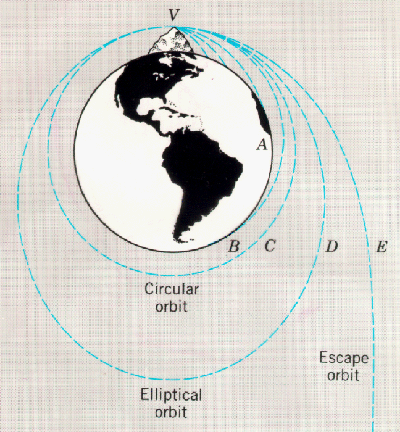 V
A
B C D E
Circular
orbit
Escape
orbit
Elliptical
orbit